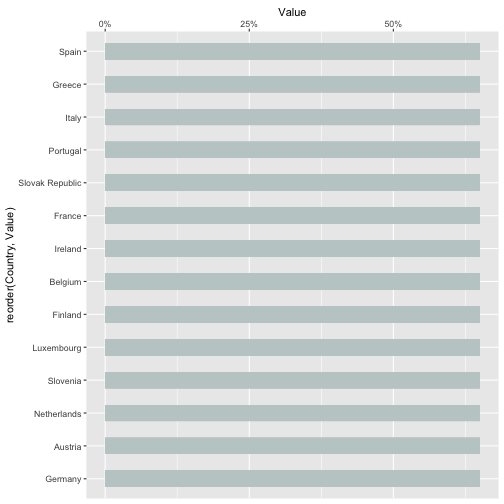 Value
0% 25% 50%
Spain
Greece
Italy
Portugal
Slovak Republic
France
Ireland
Belgium
Finland
Luxembourg
Slovenia
Netherlands
Austria
Germany
reorder(Country, Value)